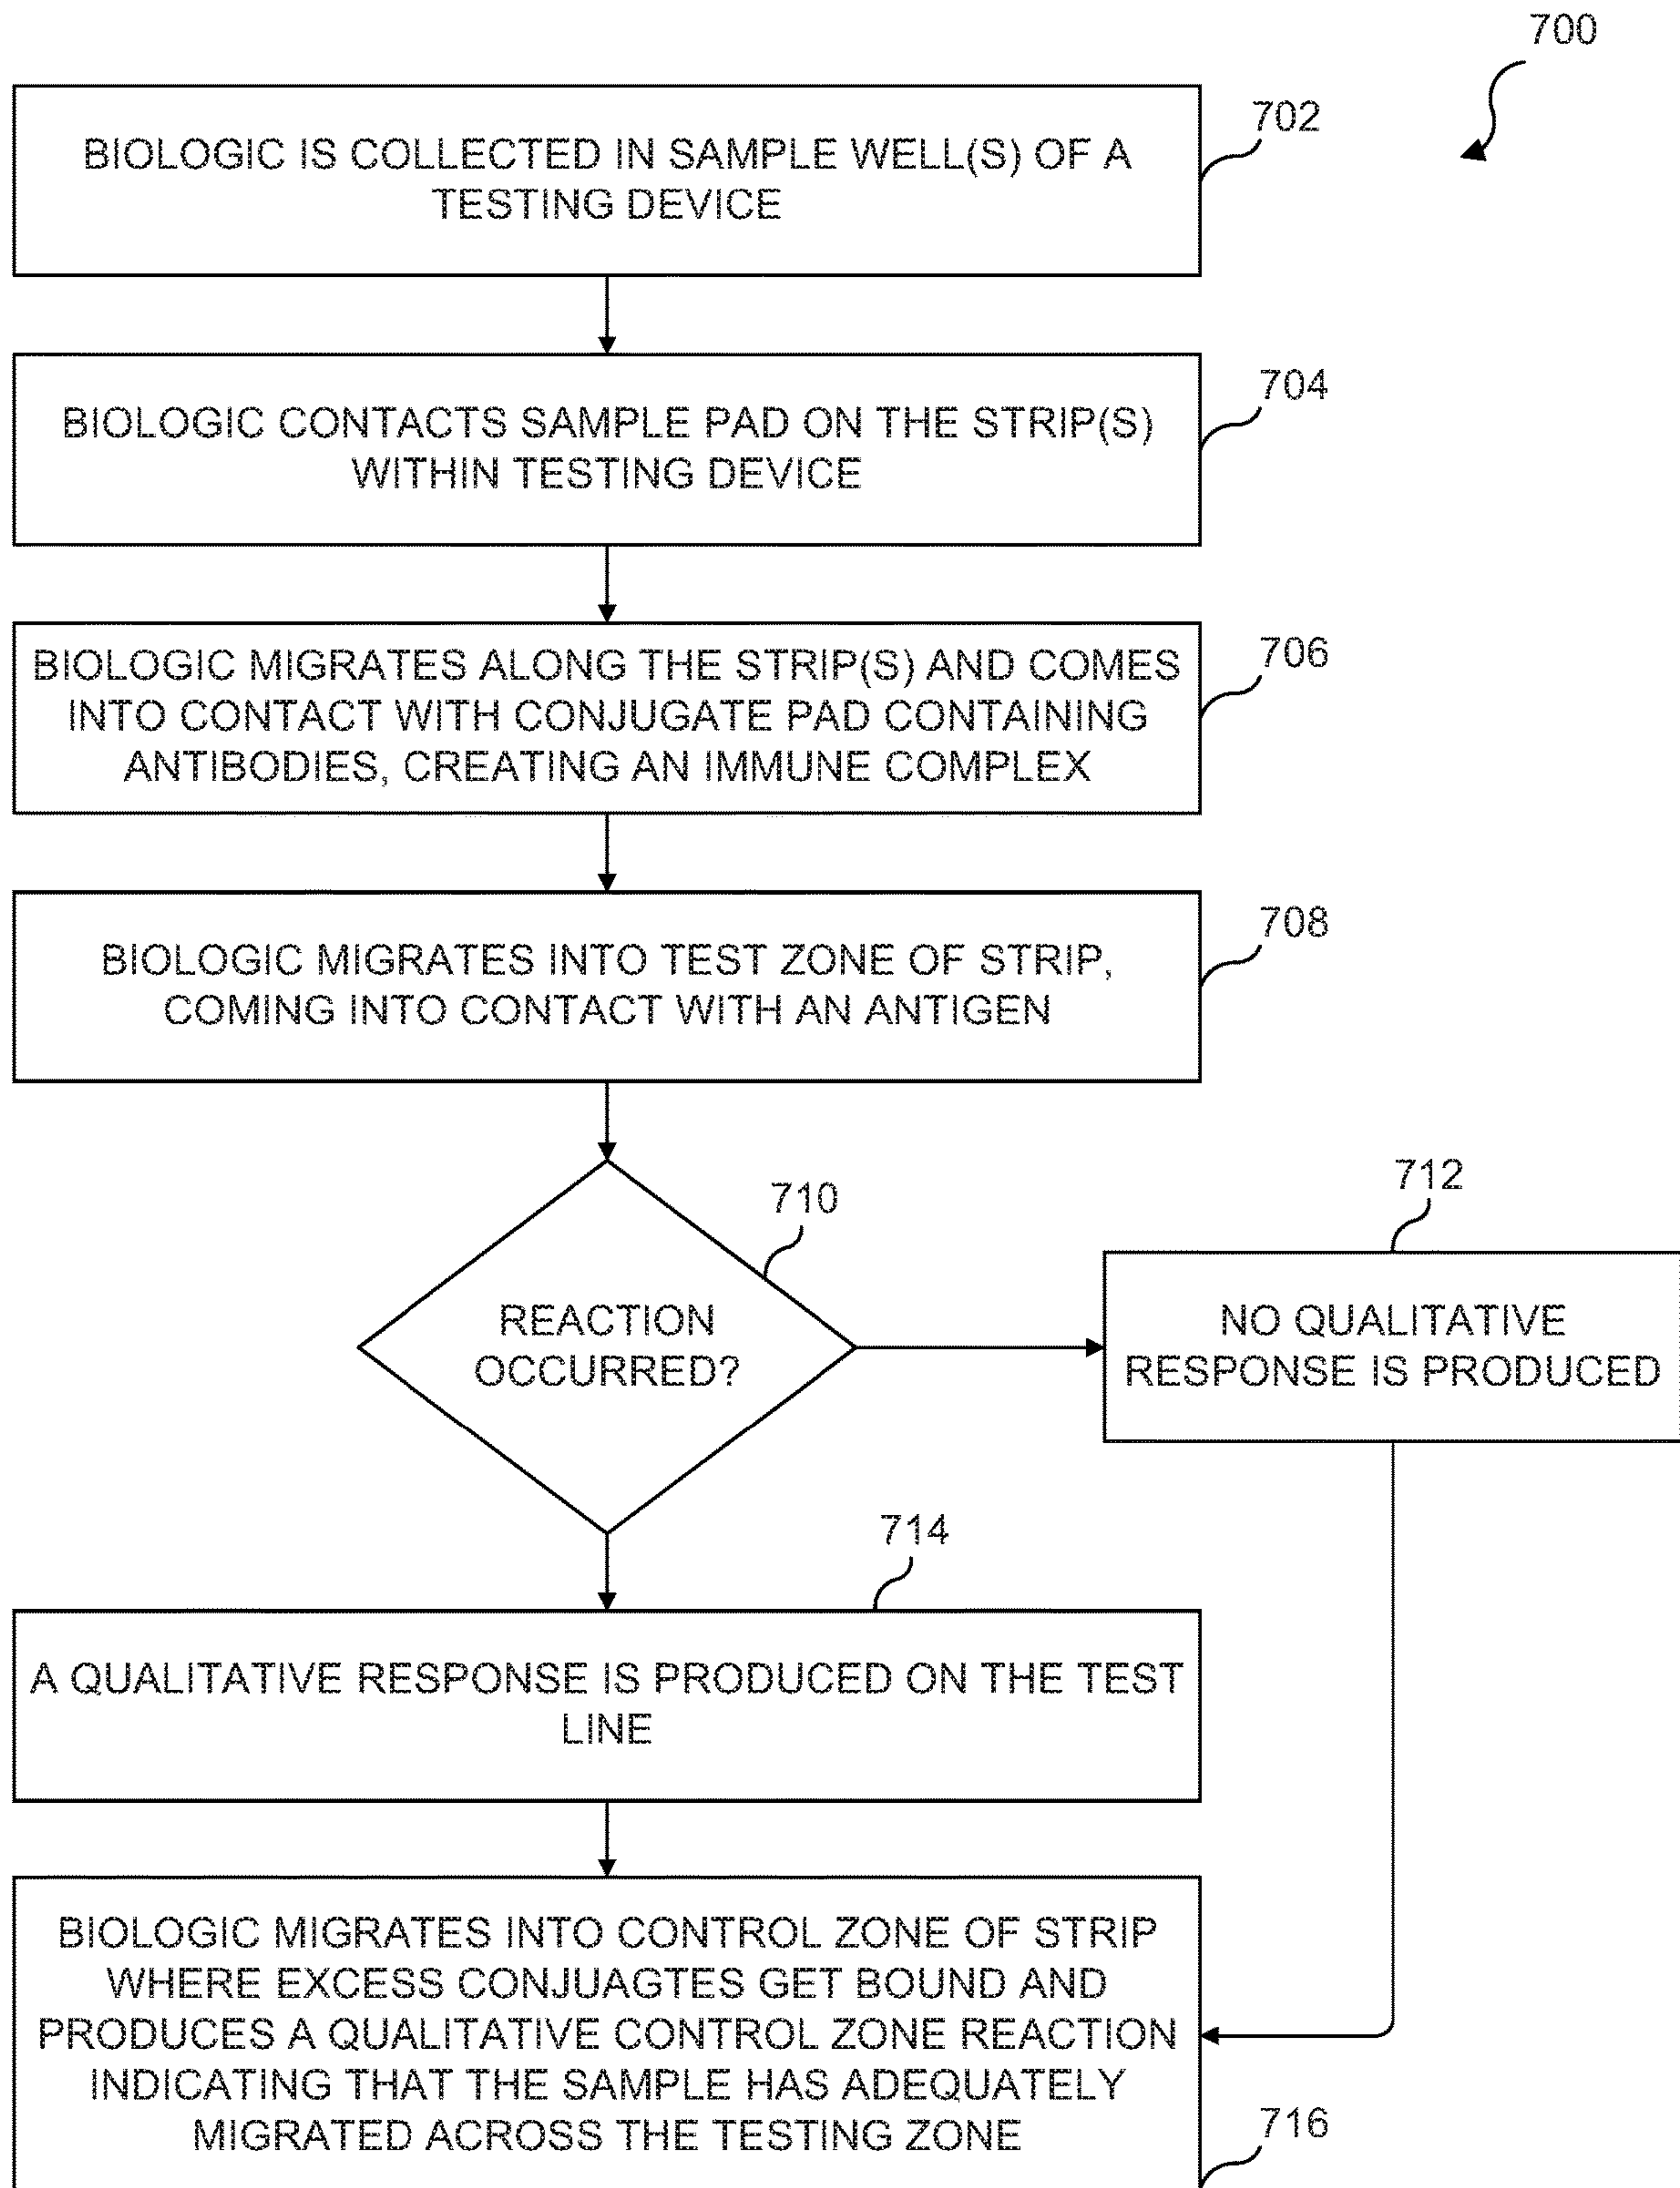 700
702
BIOLOGIC IS COLLECTED IN SAMPLE WELL(S) OF A
TESTING DEVICE
704
BIOLOGIC CONTACTS SAMPLE PAD ON THE STRIP(S)
WITHIN TESTING DEVICE
706
BIOLOGIC MIGRATES ALONG THE STRIP(S) AND COMES
INTO CONTACT WITH CONJUGATE PAD CONTAINING
ANTIBODIES, CREATING AN IMMUNE COMPLEX
708
BIOLOGIC MIGRATES INTO TEST ZONE OF STRIP,
COMING INTO CONTACT WITH AN ANTIGEN
710
REACTION
OCCURRED?
712
NO QUALITATIVE
RESPONSE IS PRODUCED
714
A QUALITATIVE RESPONSE IS PRODUCED ON THE TEST
LINE
BIOLOGIC MIGRATES INTO CONTROL ZONE OF STRIP
WHERE EXCESS CONJUAGTES GET BOUND AND
PRODUCES A QUALITATIVE CONTROL ZONE REACTION
INDICATING THAT THE SAMPLE HAS ADEQUATELY
MIGRATED ACROSS THE TESTING ZONE
716